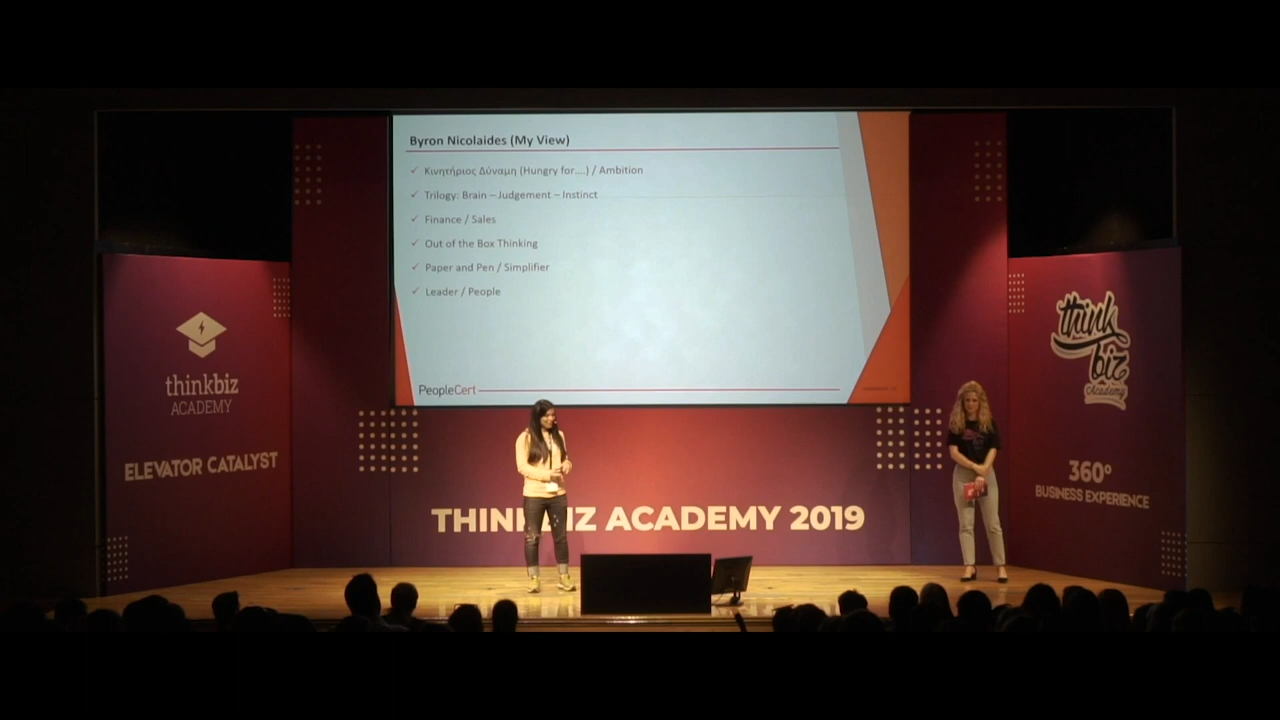 Byron Nicolaides (My View)
✓ Κινητήριος Δύναμη (Hungry for....) / Ambition
✓ Trilogy: Brain – Judgement – Instinct
✓ Finance / Sales
✓ Out of the Box Thinking
✓ Paper and Pen / Simplifier
✓ Leader / People
PeopleCert
thinkbiz
ACADEMY
ELEVATOR CATALYST
THINKBIZ ACADEMY 2019
think
biz
Academy
360°
BUSINESS EXPERIENCE